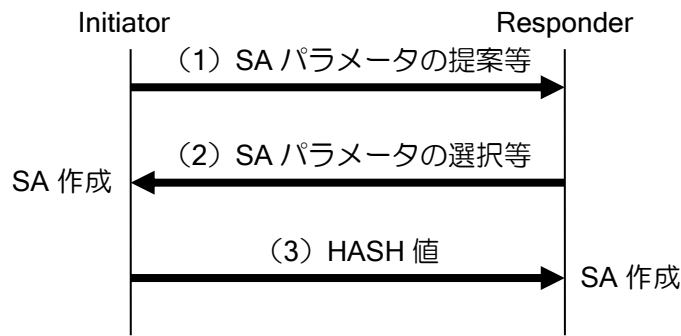 Initiator Responder
（1）SA パラメータの提案等
（2）SA パラメータの選択等
SA 作成
（3）HASH 値
SA 作成